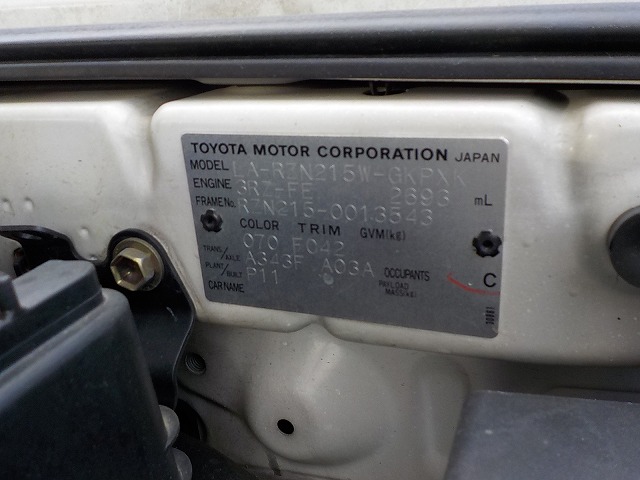 TOYOTA MOTOR CORPORATION JAPAN
MODEL LA-RZN215W-GKPXK
ENGINE 3RZ-FE 2693 mL
FRAME No. RZN215-0013543
COLOR TRIM GVM(kg)
070 F042
TRANS/AXLE A343F A03A OCCUPANTS C
PLANT/BUILT P11 PAYLOAD MASS(kg)
CAR NAME